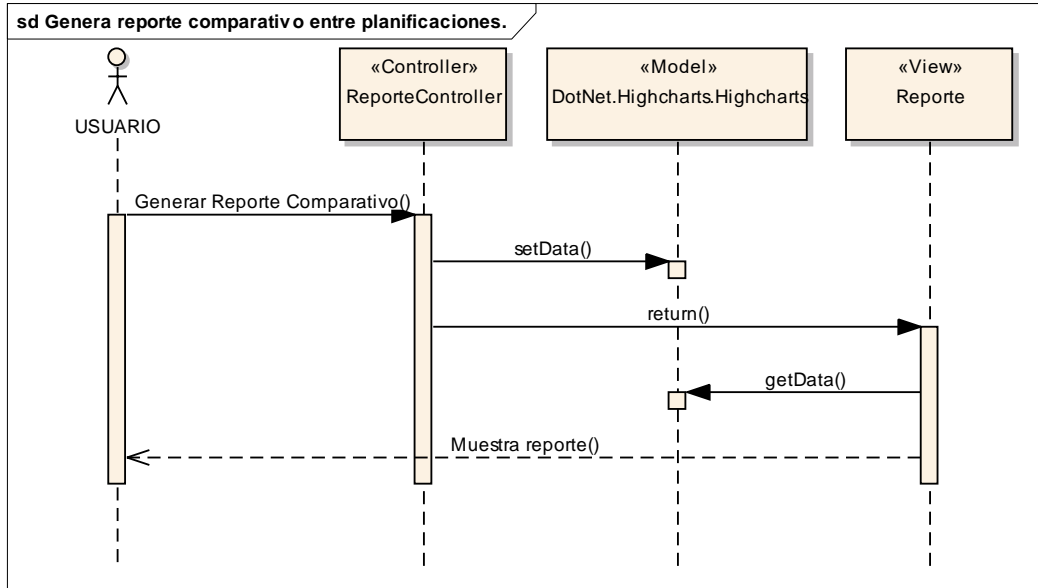 sd Genera reporte comparativo entre planificaciones.
USUARIO
«Controller»
ReporteController
«Model»
DotNet.Highcharts.Highcharts
«View»
Reporte
Generar Reporte Comparativo()
setData()
return()
getData()
Muestra reporte()